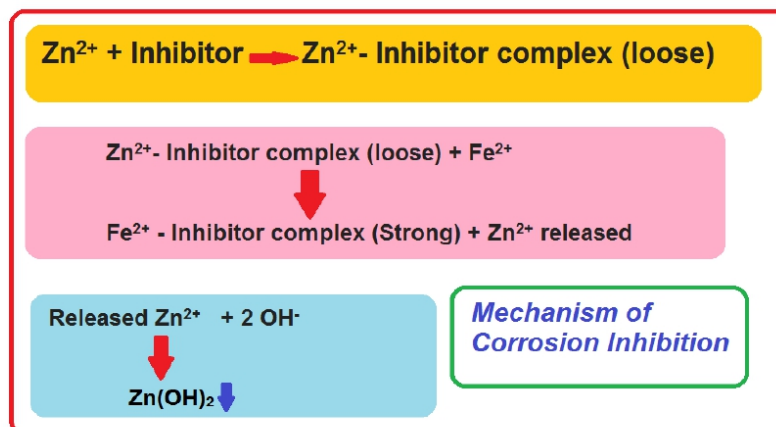 Zn²⁺ + Inhibitor Zn²⁺- Inhibitor complex (loose)
Zn²⁺- Inhibitor complex (loose) + Fe²⁺
Fe²⁺ - Inhibitor complex (Strong) + Zn²⁺ released
Released Zn²⁺ + 2 OH⁻
Zn(OH)₂
Mechanism of
Corrosion Inhibition